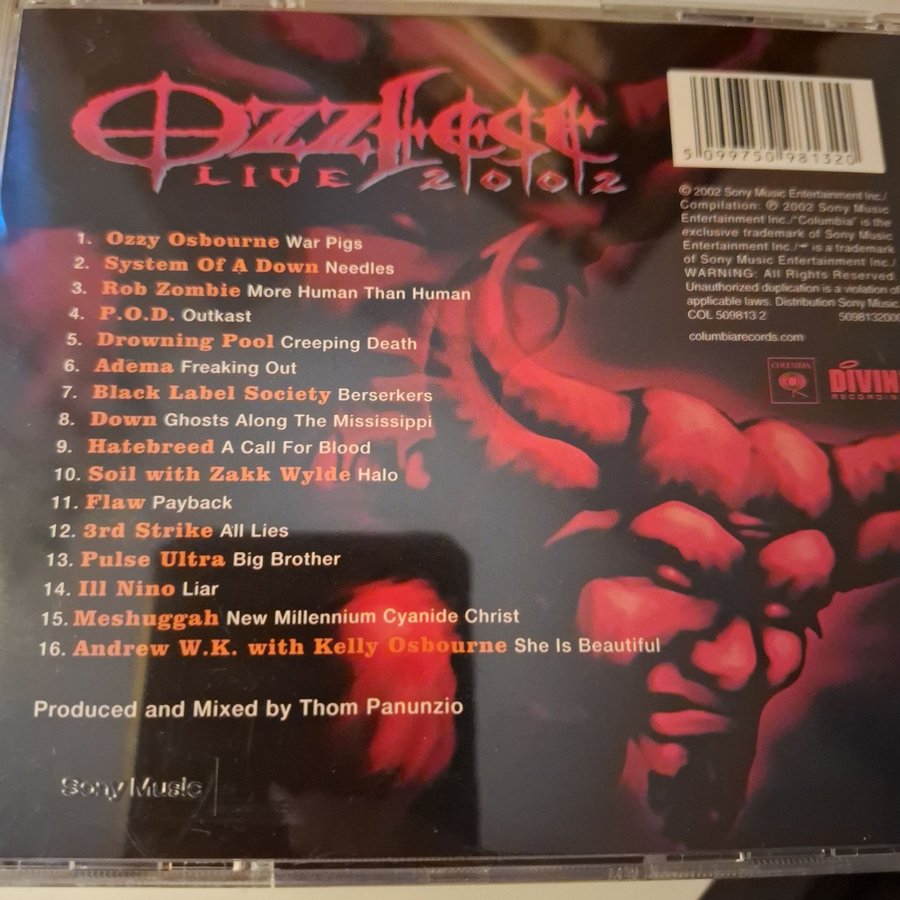 Ozzfest
LIVE 2002
5 099750 981320
1. Ozzy Osbourne War Pigs
2. System Of A Down Needles
3. Rob Zombie More Human Than Human
4. P.O.D. Outkast
5. Drowning Pool Creeping Death
6. Adema Freaking Out
7. Black Label Society Berserkers
8. Down Ghosts Along The Mississippi
9. Hatebreed A Call For Blood
10. Soil with Zakk Wylde Halo
11. Flaw Payback
12. 3rd Strike All Lies
13. Pulse Ultra Big Brother
14. Ill Nino Liar
15. Meshuggah New Millennium Cyanide Christ
16. Andrew W.K. with Kelly Osbourne She Is Beautiful
Produced and Mixed by Thom Panunzio
Sony Music
© 2002 Sony Music Entertainment Inc./
Compilation: ℗ 2002 Sony Music
Entertainment Inc./"Columbia" is the
exclusive trademark of Sony Music
Entertainment Inc./ is a trademark
of Sony Music Entertainment Inc./
WARNING: All Rights Reserved.
Unauthorized duplication is a violation of
applicable laws. Distribution Sony Music.
COL 509813 2 509813200
columbiarecords.com
COLUMBIA
DIVIN
RECORDIN